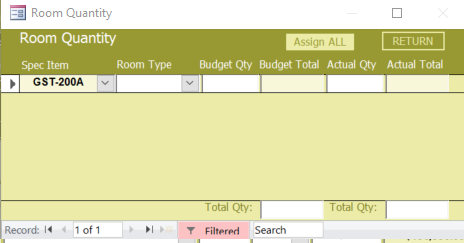 Room Quantity
Room Quantity
Assign ALL
RETURN
Spec Item Room Type Budget Qty Budget Total Actual Qty Actual Total
GST-200A
Total Qty: Total Qty:
Record: 1 of 1 Filtered Search